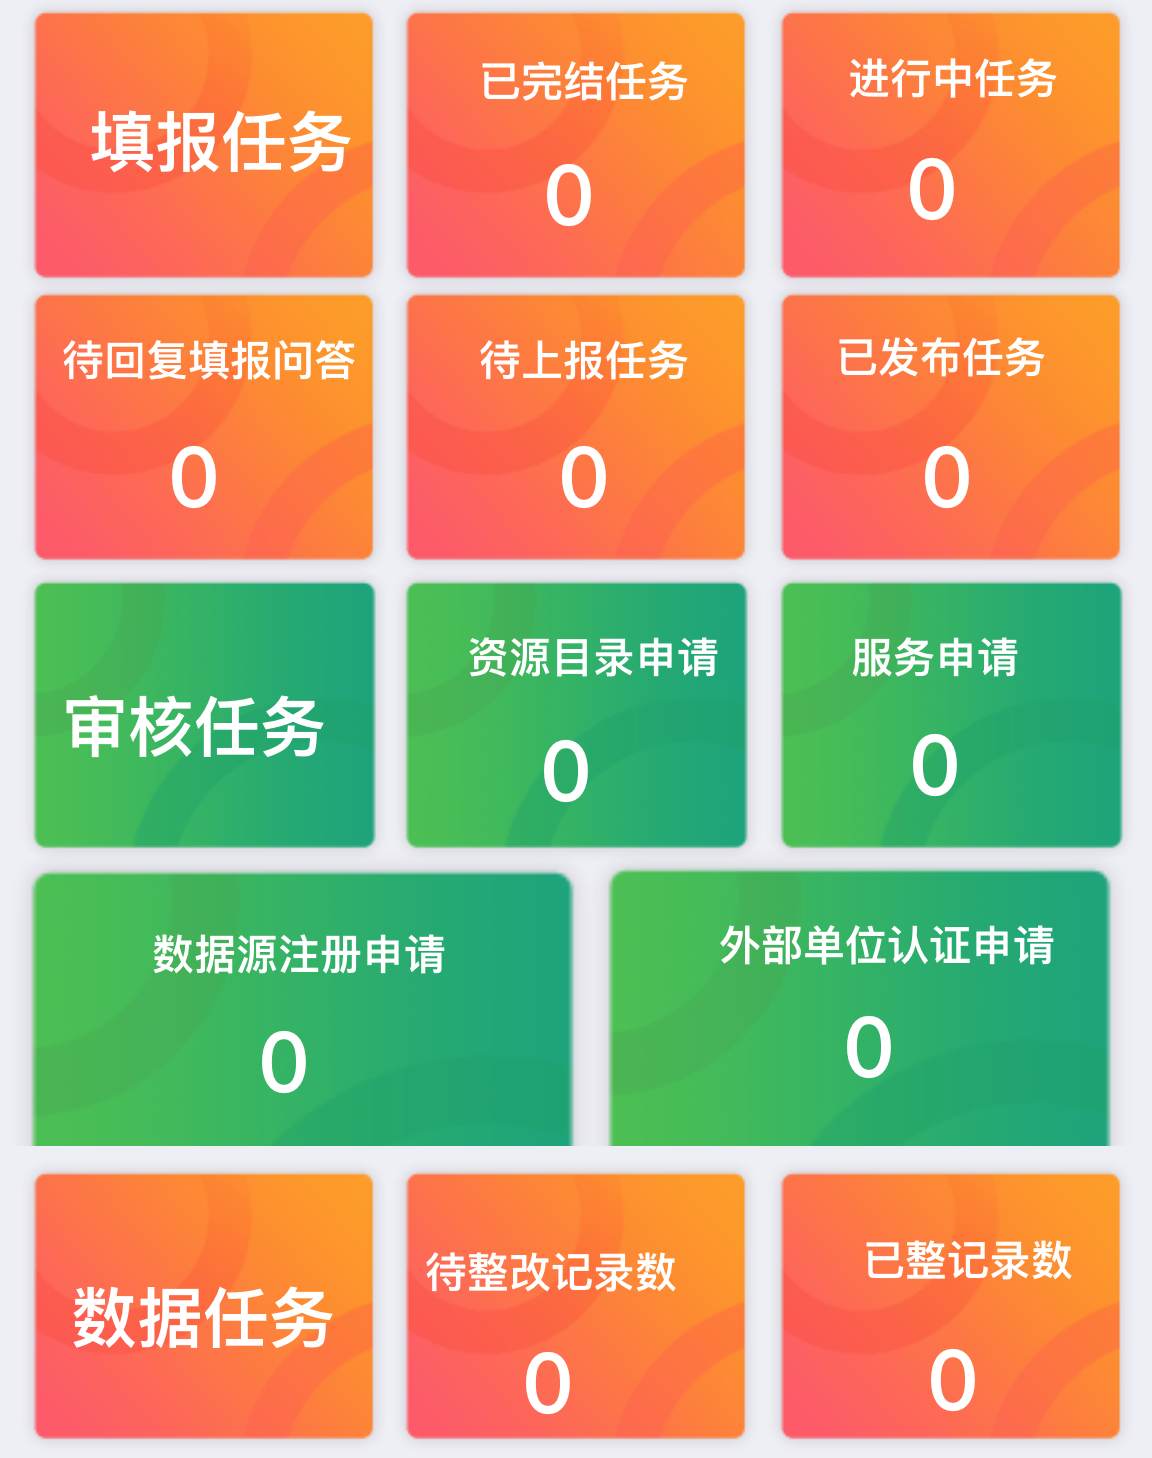 填报任务
已完结任务
0
进行中任务
0
待回复填报问答
0
待上报任务
0
已发布任务
0
审核任务
资源目录申请
0
服务申请
0
数据源注册申请
0
外部单位认证申请
0
数据任务
待整改记录数
0
已整记录数
0